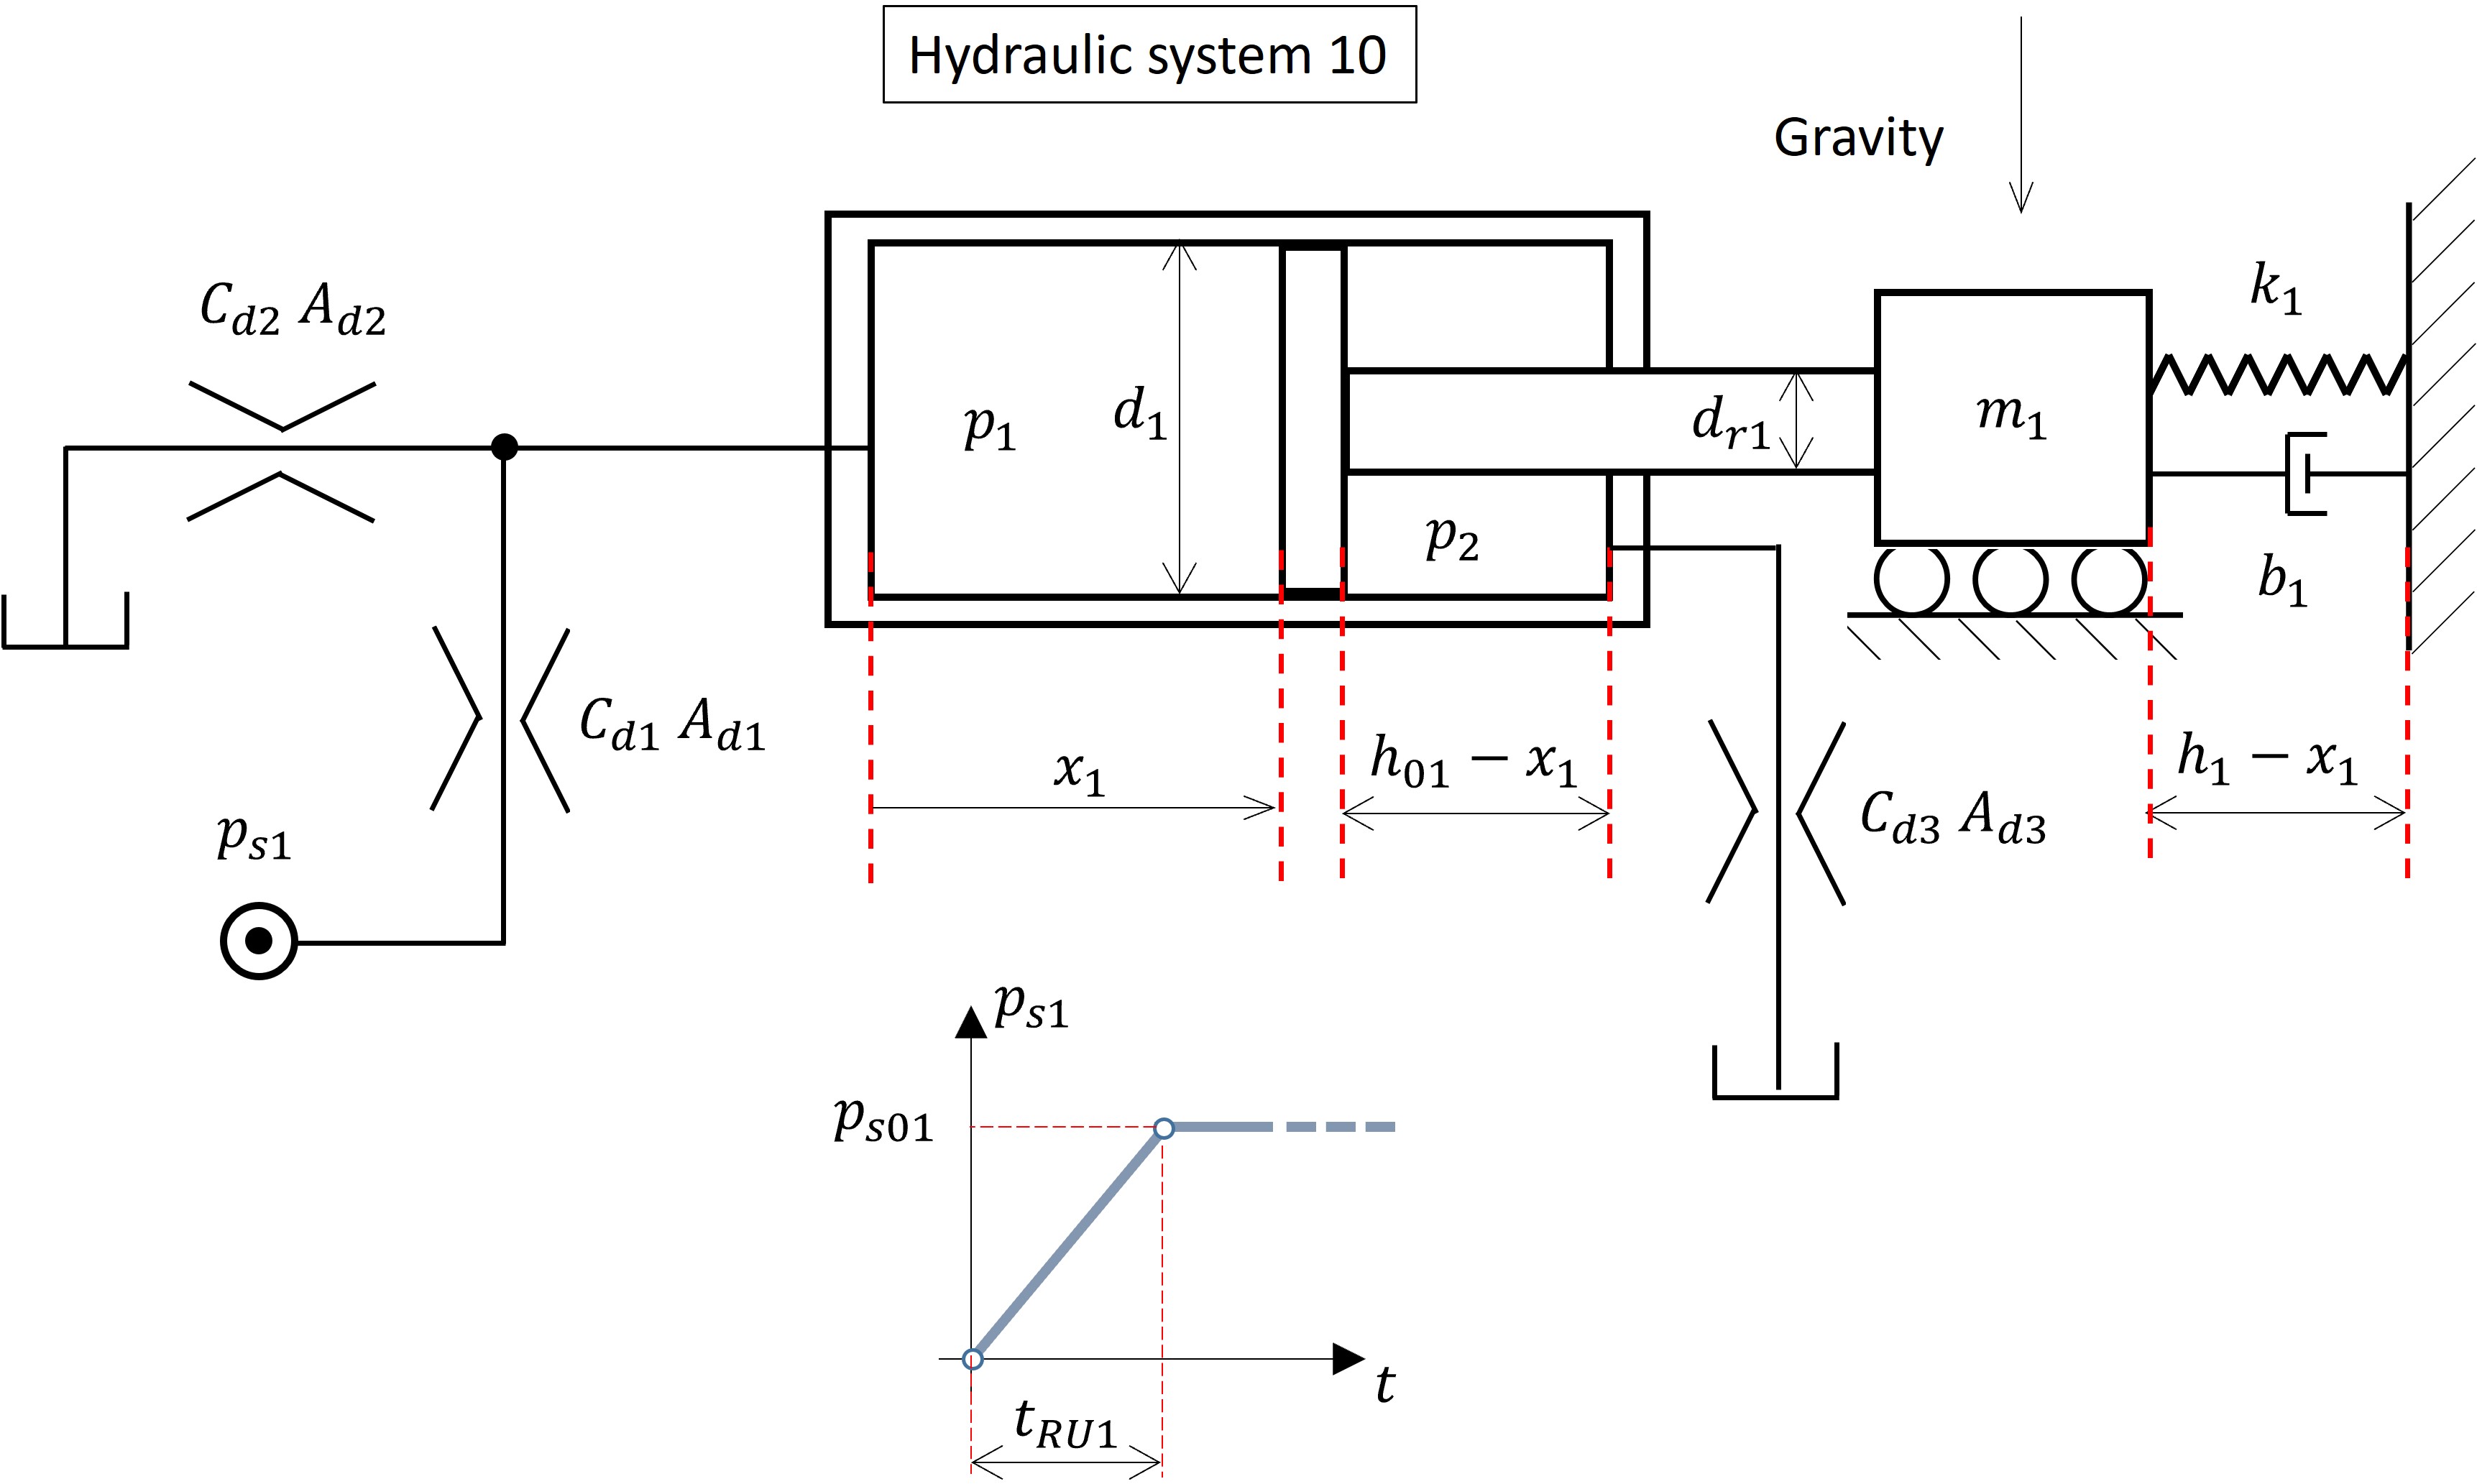 Hydraulic system 10
Gravity
C_{d2} A_{d2}
k_1
p_1
d_1
d_{r1}
m_1
p_2
b_1
C_{d1} A_{d1}
x_1
h_{01} − x_1
h_1 − x_1
C_{d3} A_{d3}
p_{s1}
p_{s1}
p_{s01}
t
t_{RU1}